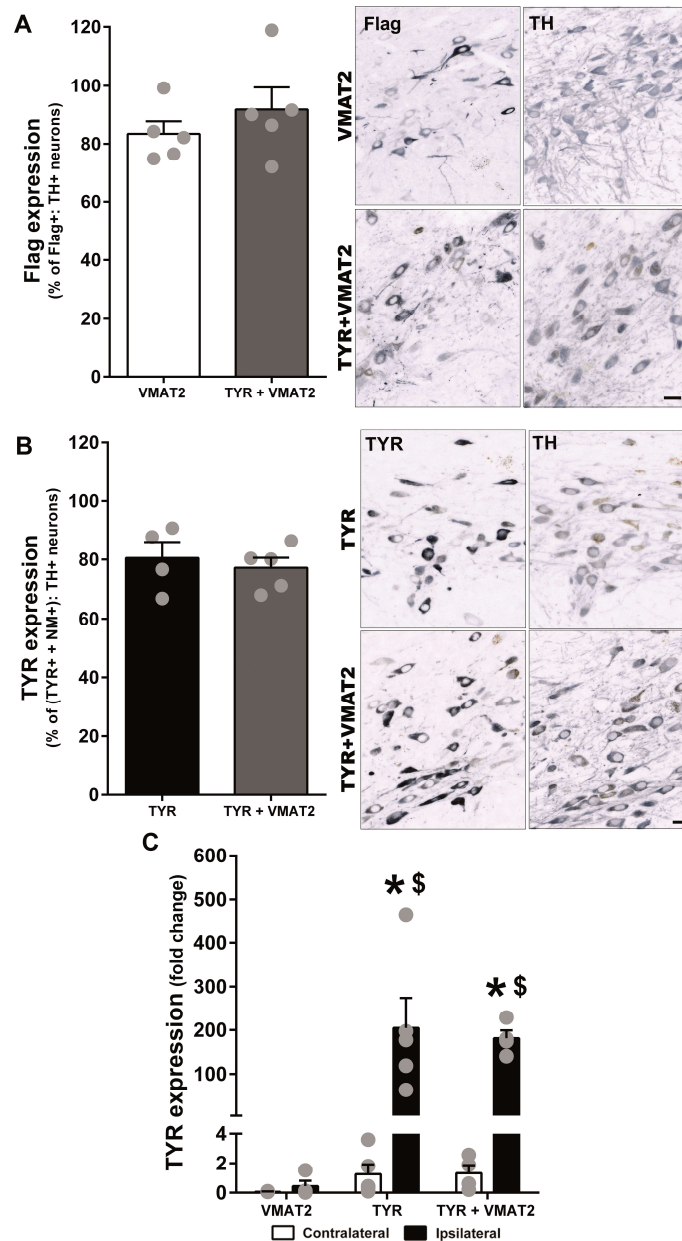 A
Flag expression
(% of Flag+: TH+ neurons)
120
100
80
60
40
20
0
VMAT2
TYR + VMAT2
Flag
TH
VMAT2
TYR+VMAT2
B
TYR expression
(% of (TYR+ + NM+): TH+ neurons)
120
100
80
60
40
20
0
TYR
TYR + VMAT2
TYR
TH
TYR
TYR+VMAT2
C
TYR expression (fold change)
600
500
400
300
200
100
4
2
0
* $
* $
VMAT2
TYR
TYR + VMAT2
Contralateral
Ipsilateral